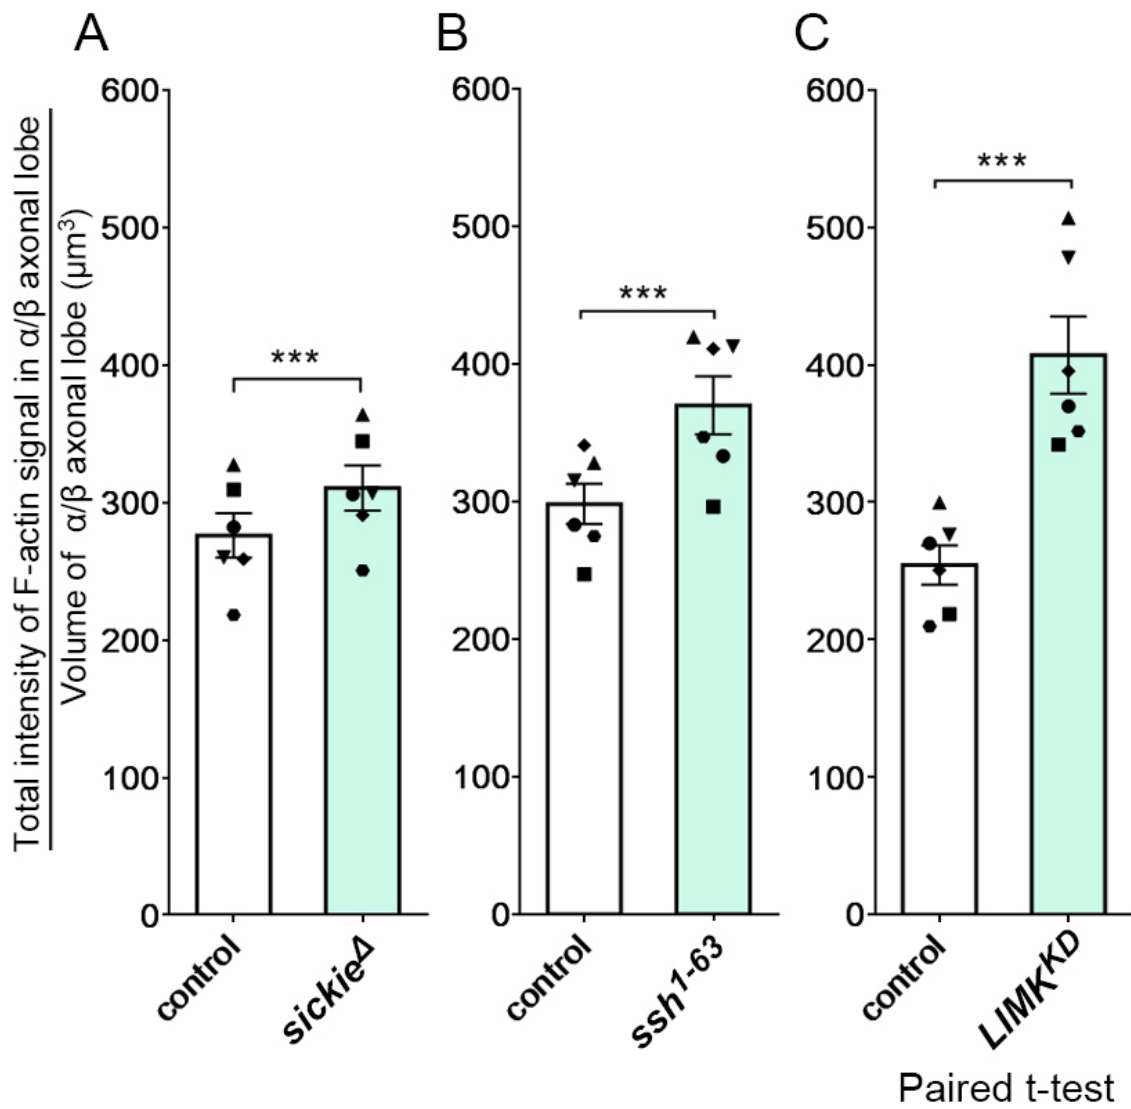 A
B
C
Total intensity of F-actin signal in α/β axonal lobe
Volume of α/β axonal lobe (µm³)
600
500
400
300
200
100
0
***
control
sickieΔ
600
500
400
300
200
100
0
***
control
ssh¹⁻⁶³
600
500
400
300
200
100
0
***
control
LIMKᴷᴰ
Paired t-test